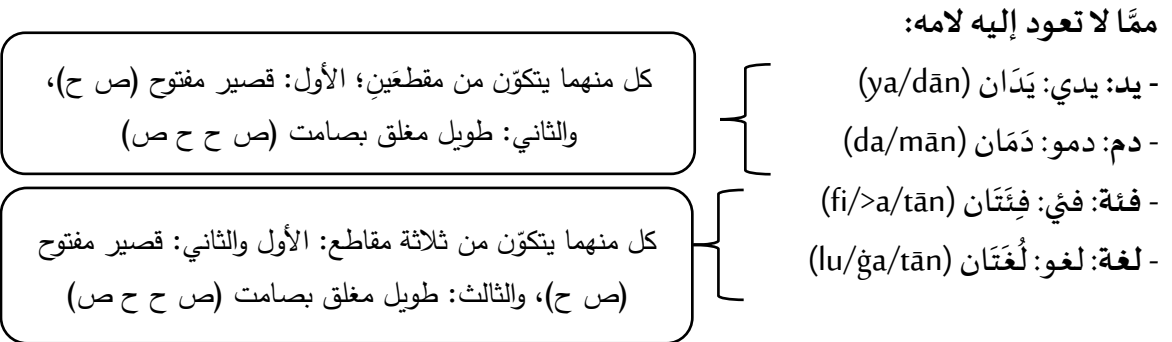 ممَّا لا تعود إليه لامه:
- يد: يدي: يَدَان (ya/dān)
- دم: دمو: دَمَان (da/mān)
كل منهما يتكوّن من مقطعَينِ؛ الأول: قصير مفتوح (ص ح)،
والثاني: طويل مغلق بصامت (ص ح ح ص)
- فئة: فئي: فِئَتَان (fi/>a/tān)
- لغة: لغو: لُغَتَان (lu/ġa/tān)
كل منهما يتكوّن من ثلاثة مقاطع: الأول والثاني: قصير مفتوح
(ص ح)، والثالث: طويل مغلق بصامت (ص ح ح ص)